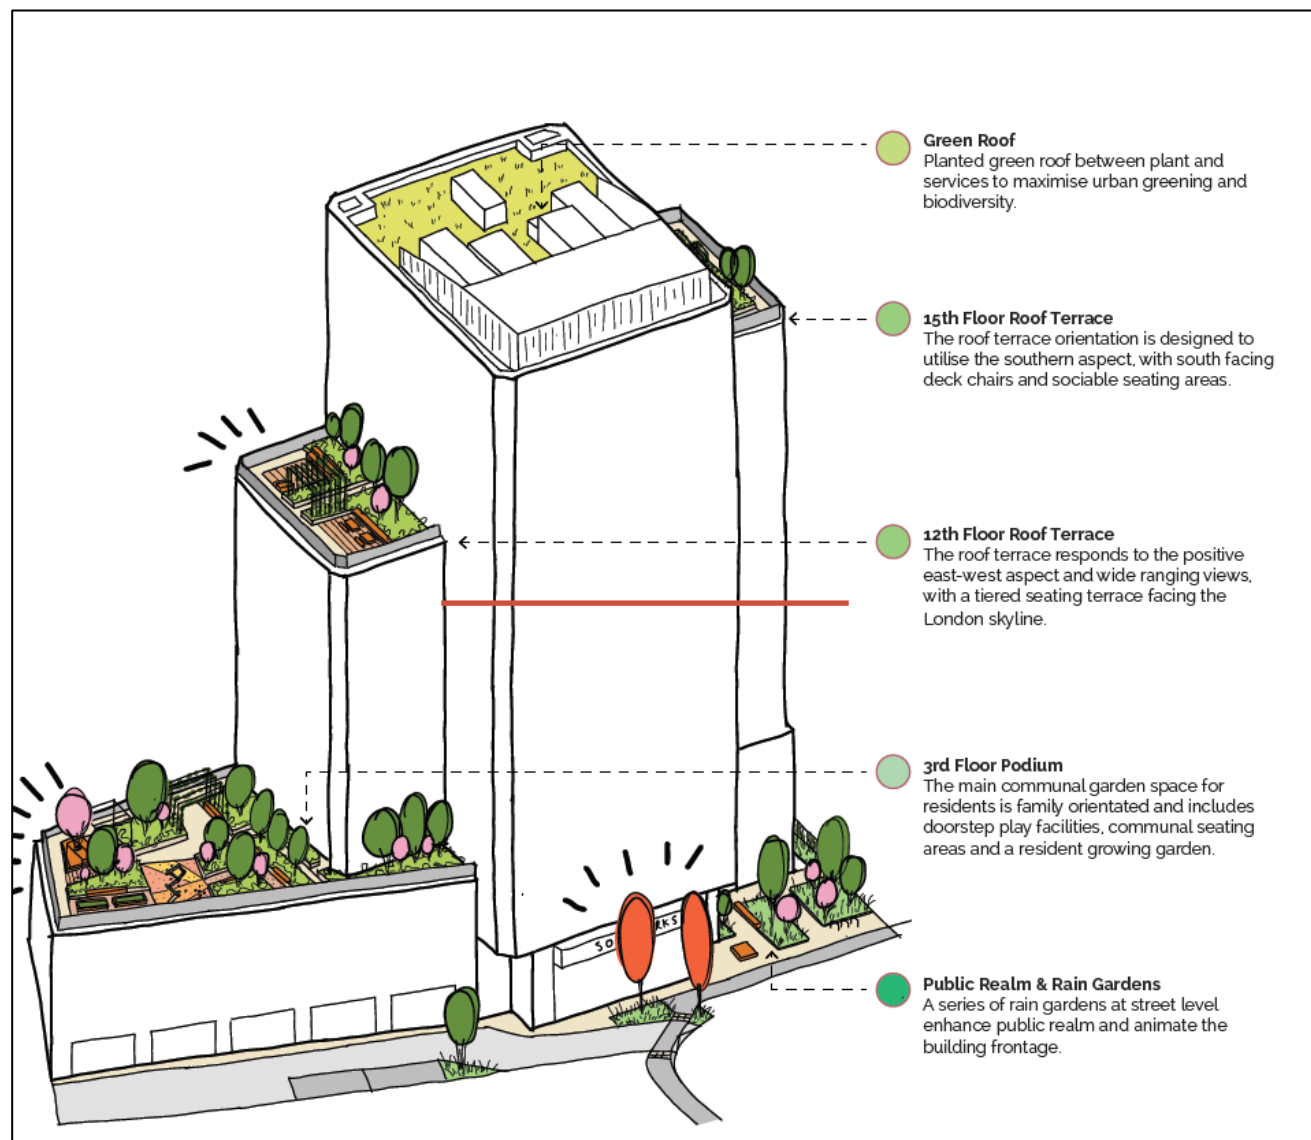 Green Roof
Planted green roof between plant and
services to maximise urban greening and
biodiversity.
15th Floor Roof Terrace
The roof terrace orientation is designed to
utilise the southern aspect, with south facing
deck chairs and sociable seating areas.
12th Floor Roof Terrace
The roof terrace responds to the positive
east-west aspect and wide ranging views,
with a tiered seating terrace facing the
London skyline.
3rd Floor Podium
The main communal garden space for
residents is family orientated and includes
doorstep play facilities, communal seating
areas and a resident growing garden.
Public Realm & Rain Gardens
A series of rain gardens at street level
enhance public realm and animate the
building frontage.